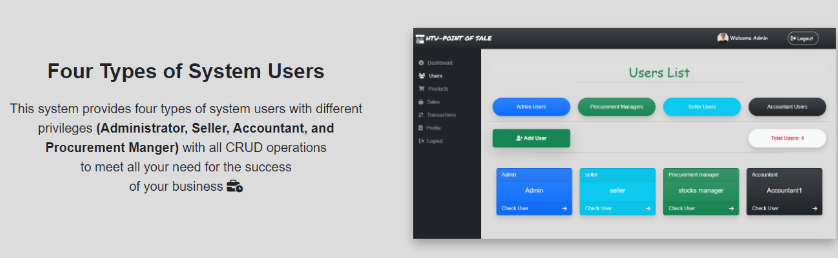 Four Types of System Users
This system provides four types of system users with different
privileges (Administrator, Seller, Accountant, and
Procurement Manger) with all CRUD operations
to meet all your need for the success
of your business
HTU-POINT OF SALE
Welcome Admin
Logout
Dashboard
Users
Products
Sales
Transactions
Profile
Logout
Users List
Admin Users
Procurement Managers
Seller Users
Accountant Users
Add User
Total Users: 4
Admin
Admin
Check User
seller
seller
Check User
Procurement manager
stocks manager
Check User
Accountant
Accountant1
Check User